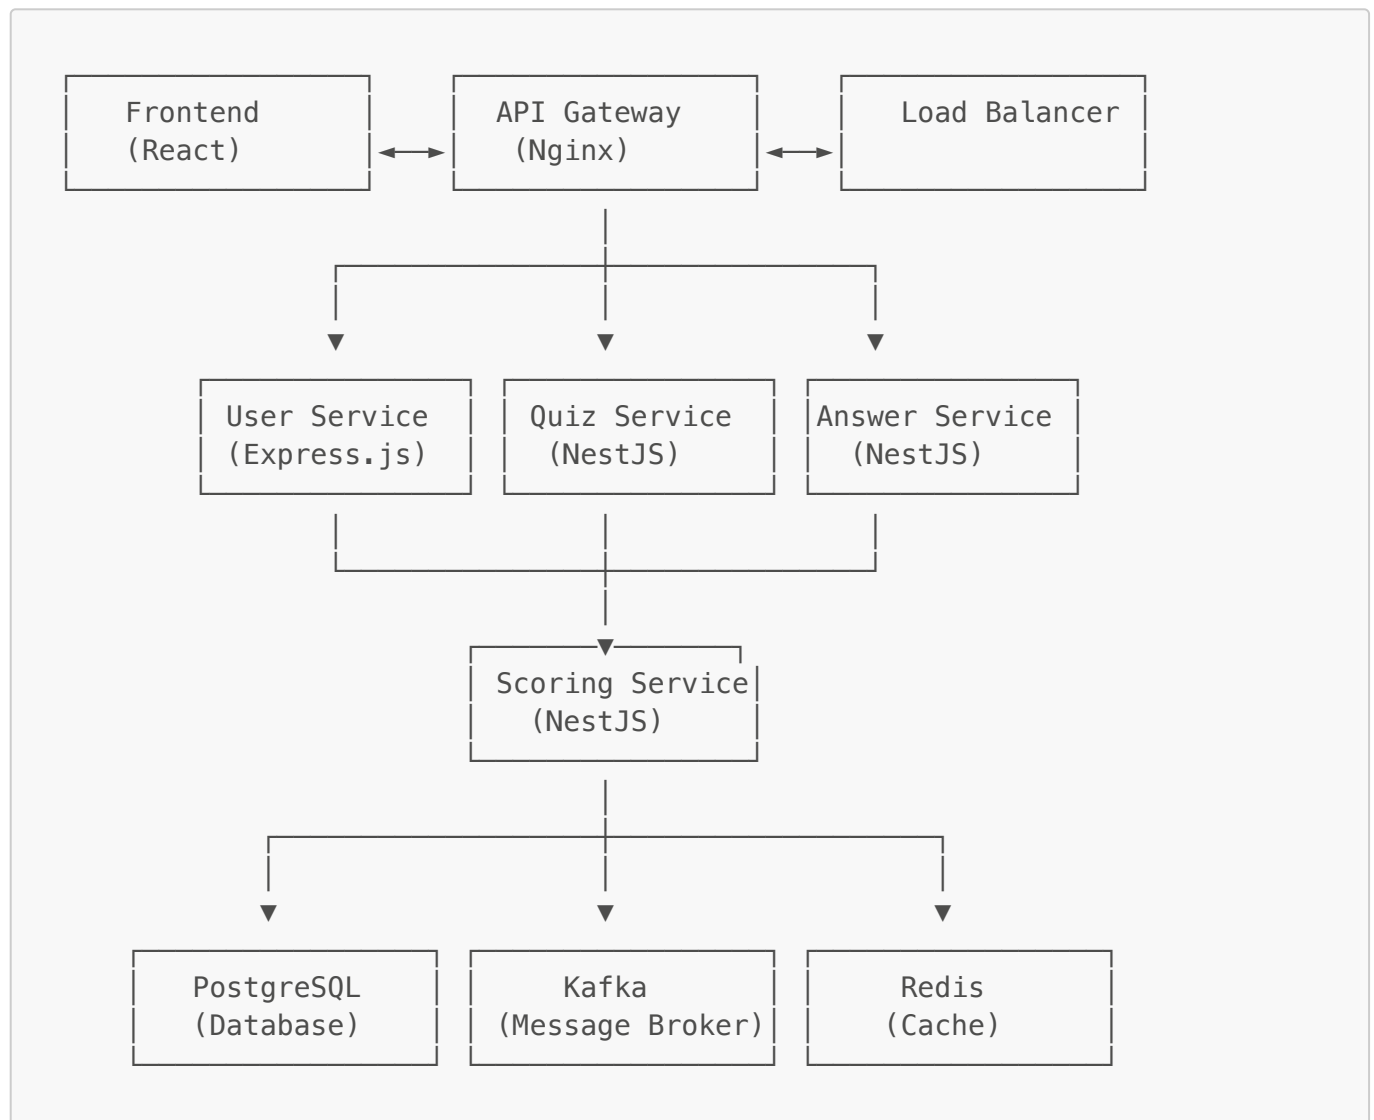 Frontend API Gateway Load Balancer
(React) (Nginx)
User Service Quiz Service Answer Service
(Express.js) (NestJS) (NestJS)
Scoring Service
(NestJS)
PostgreSQL Kafka Redis
(Database) (Message Broker) (Cache)